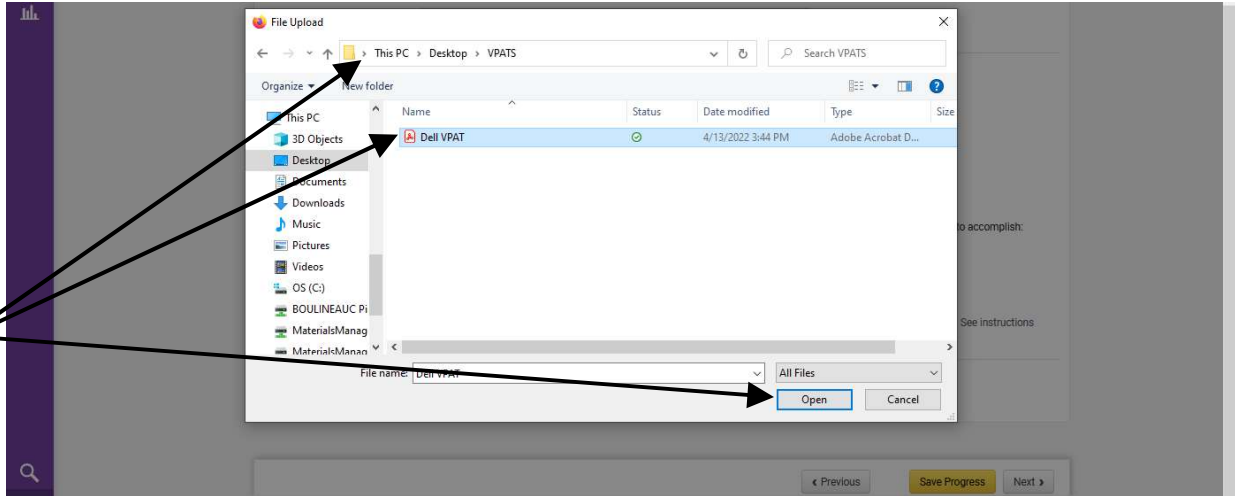 File Upload
This PC > Desktop > VPATS
Search VPATS
Organize
New folder
This PC
Name
Status
Date modified
Type
Size
3D Objects
Dell VPAT
4/13/2022 3:44 PM
Adobe Acrobat D...
Desktop
Documents
Downloads
Music
Pictures
to accomplish:
Videos
OS (C:)
BOULINEAUC Pi
MaterialsManag
See instructions
MaterialsManag
File name:
Dell VPAT
All Files
Open
Cancel
Previous
Save Progress
Next